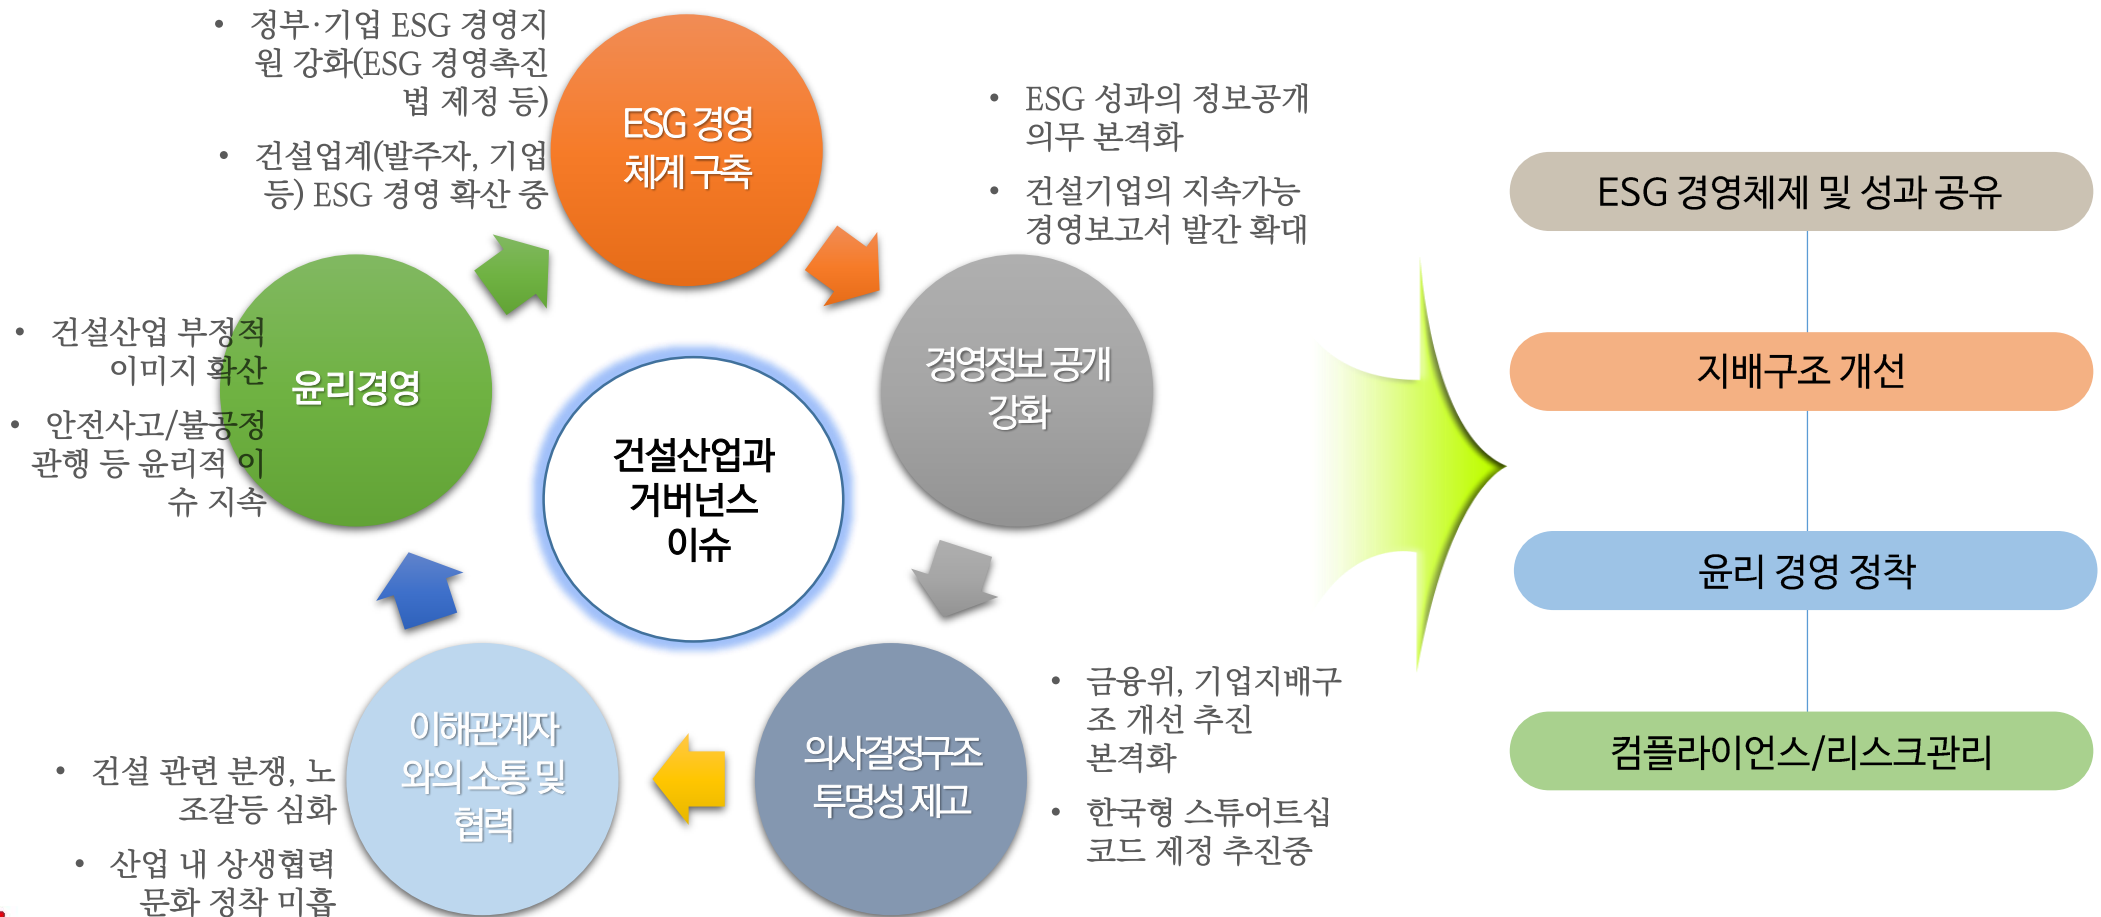 • 정부·기업 ESG 경영지
원 강화(ESG 경영촉진
법 제정 등)
• 건설업계(발주자, 기업
등) ESG 경영 확산 중
ESG 경영
체계 구축
• ESG 성과의 정보공개
의무 본격화
• 건설기업의 지속가능
경영보고서 발간 확대
• 건설산업 부정적
이미지 확산
• 안전사고/불공정
관행 등 윤리적 이
슈 지속
윤리경영
경영정보 공개
강화
건설산업과
거버넌스
이슈
• 건설 관련 분쟁, 노
조갈등 심화
• 산업 내 상생협력
문화 정착 미흡
이해관계자
와의 소통 및
협력
의사결정구조
투명성 제고
• 금융위, 기업지배구
조 개선 추진
본격화
• 한국형 스튜어트십
코드 제정 추진중
ESG 경영체제 및 성과 공유
지배구조 개선
윤리 경영 정착
컴플라이언스/리스크관리